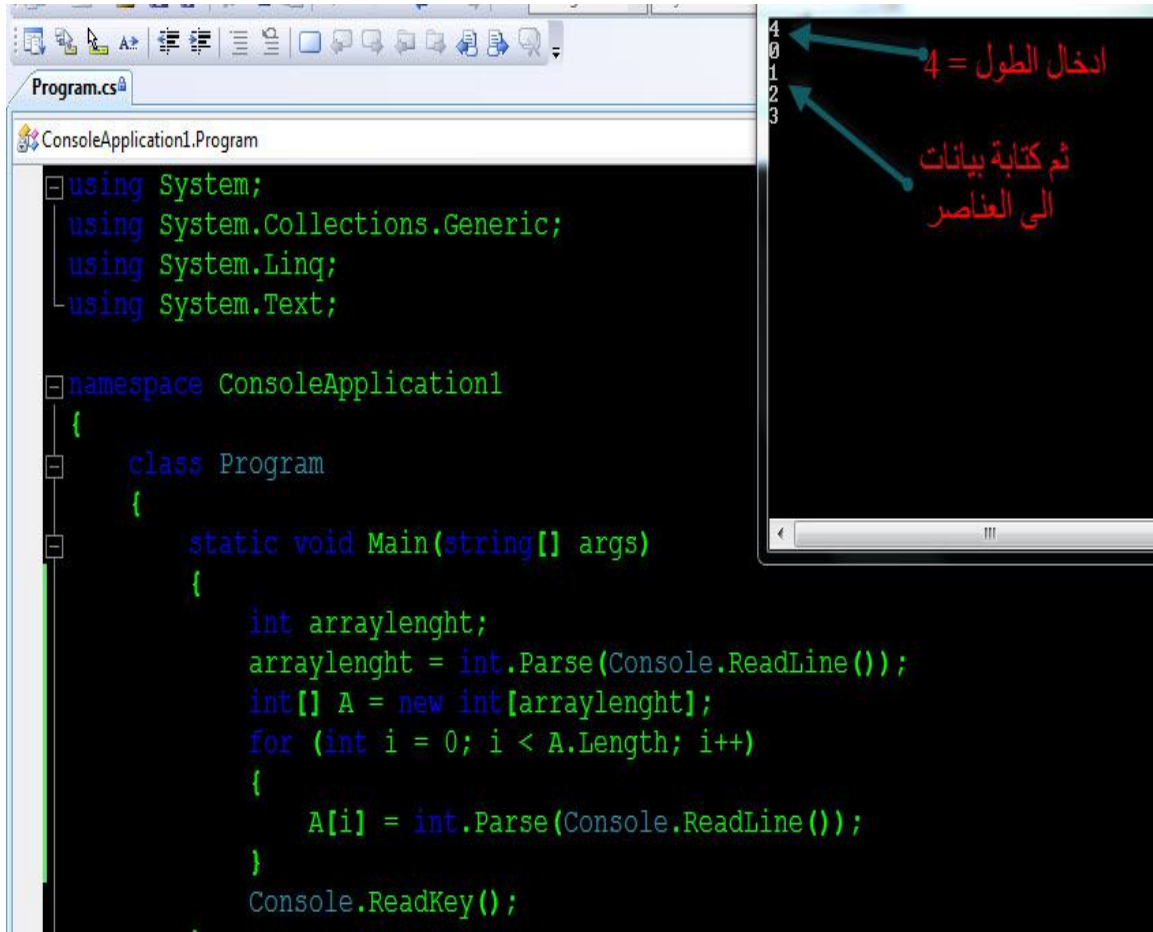 Program.cs
ConsoleApplication1.Program
using System;
using System.Collections.Generic;
using System.Linq;
using System.Text;
namespace ConsoleApplication1
{
class Program
{
static void Main(string[] args)
{
int arraylenght;
arraylenght = int.Parse(Console.ReadLine());
int[] A = new int[arraylenght];
for (int i = 0; i < A.Length; i++)
{
A[i] = int.Parse(Console.ReadLine());
}
Console.ReadKey();
4
0
1
2
3
ادخال الطول = 4
ثم كتابة بيانات
الى العناصر